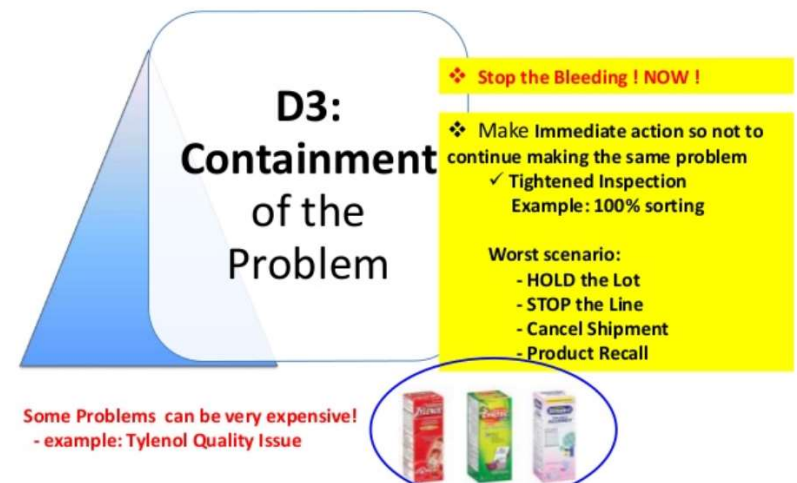 D3:
Containment
of the
Problem
❖ Stop the Bleeding ! NOW !
❖ Make Immediate action so not to
continue making the same problem
✓ Tightened Inspection
Example: 100% sorting
Worst scenario:
- HOLD the Lot
- STOP the Line
- Cancel Shipment
- Product Recall
Some Problems can be very expensive!
- example: Tylenol Quality Issue